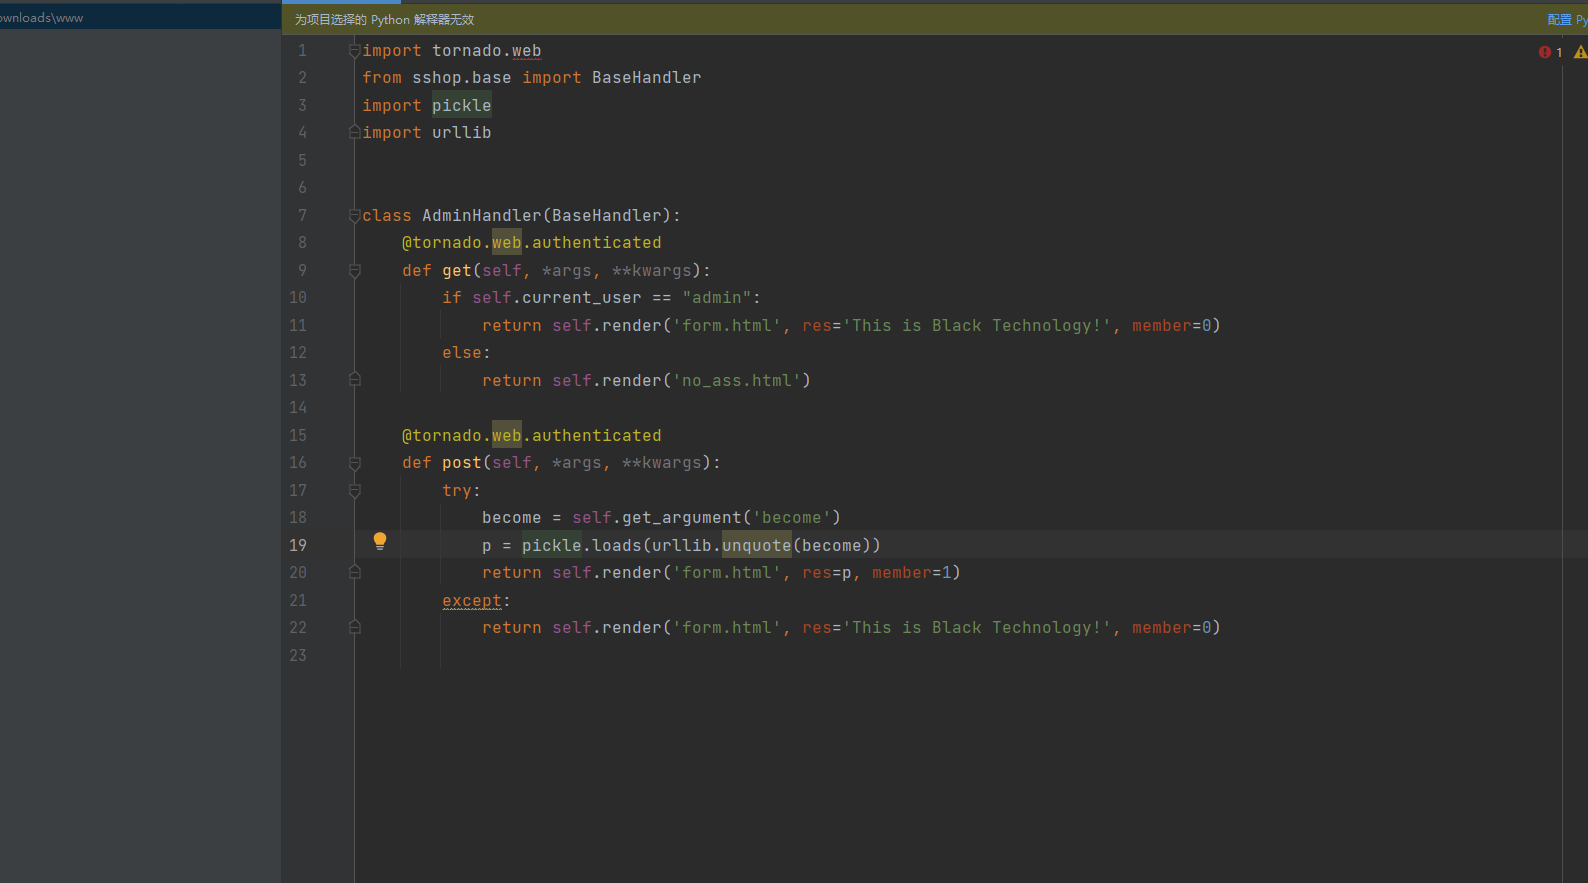 ownloads\www
为项目选择的 Python 解释器无效
配置 Py
1 import tornado.web
1
2 from sshop.base import BaseHandler
3 import pickle
4 import urllib
5
6
7 class AdminHandler(BaseHandler):
8 @tornado.web.authenticated
9 def get(self, *args, **kwargs):
10 if self.current_user == "admin":
11 return self.render('form.html', res='This is Black Technology!', member=0)
12 else:
13 return self.render('no_ass.html')
14
15 @tornado.web.authenticated
16 def post(self, *args, **kwargs):
17 try:
18 become = self.get_argument('become')
19 p = pickle.loads(urllib.unquote(become))
20 return self.render('form.html', res=p, member=1)
21 except:
22 return self.render('form.html', res='This is Black Technology!', member=0)
23